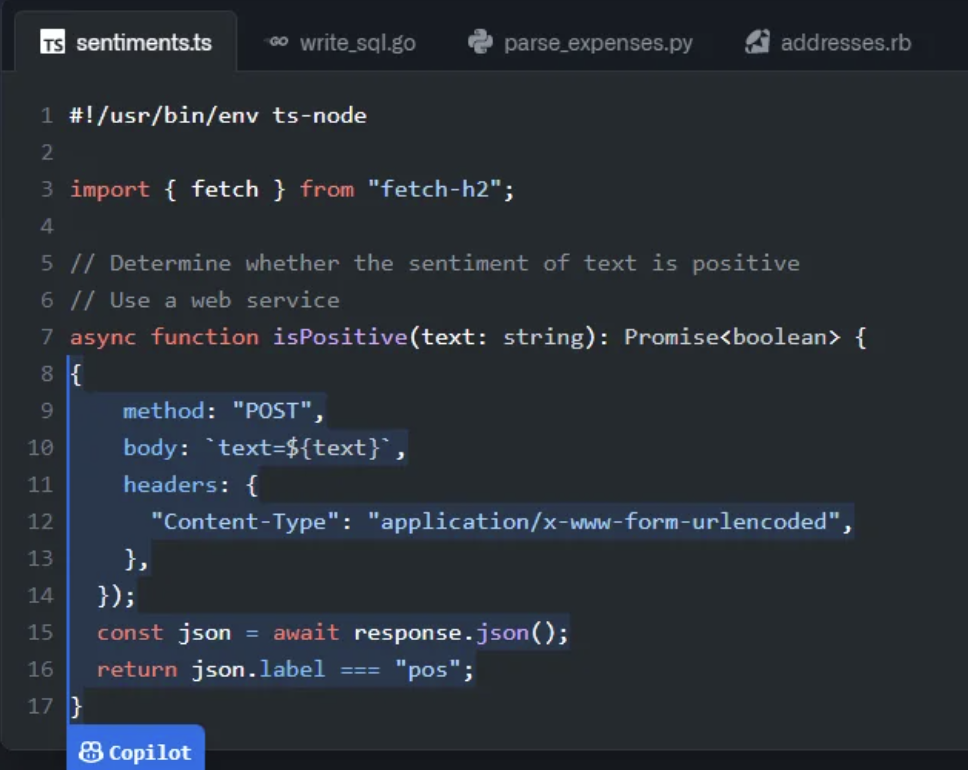 TS sentiments.ts GO write_sql.go parse_expenses.py addresses.rb
1 #!/usr/bin/env ts-node
2
3 import { fetch } from "fetch-h2";
4
5 // Determine whether the sentiment of text is positive
6 // Use a web service
7 async function isPositive(text: string): Promise<boolean> {
8 {
9     method: "POST",
10     body: `text=${text}`,
11     headers: {
12       "Content-Type": "application/x-www-form-urlencoded",
13     },
14   });
15   const json = await response.json();
16   return json.label === "pos";
17 }
Copilot